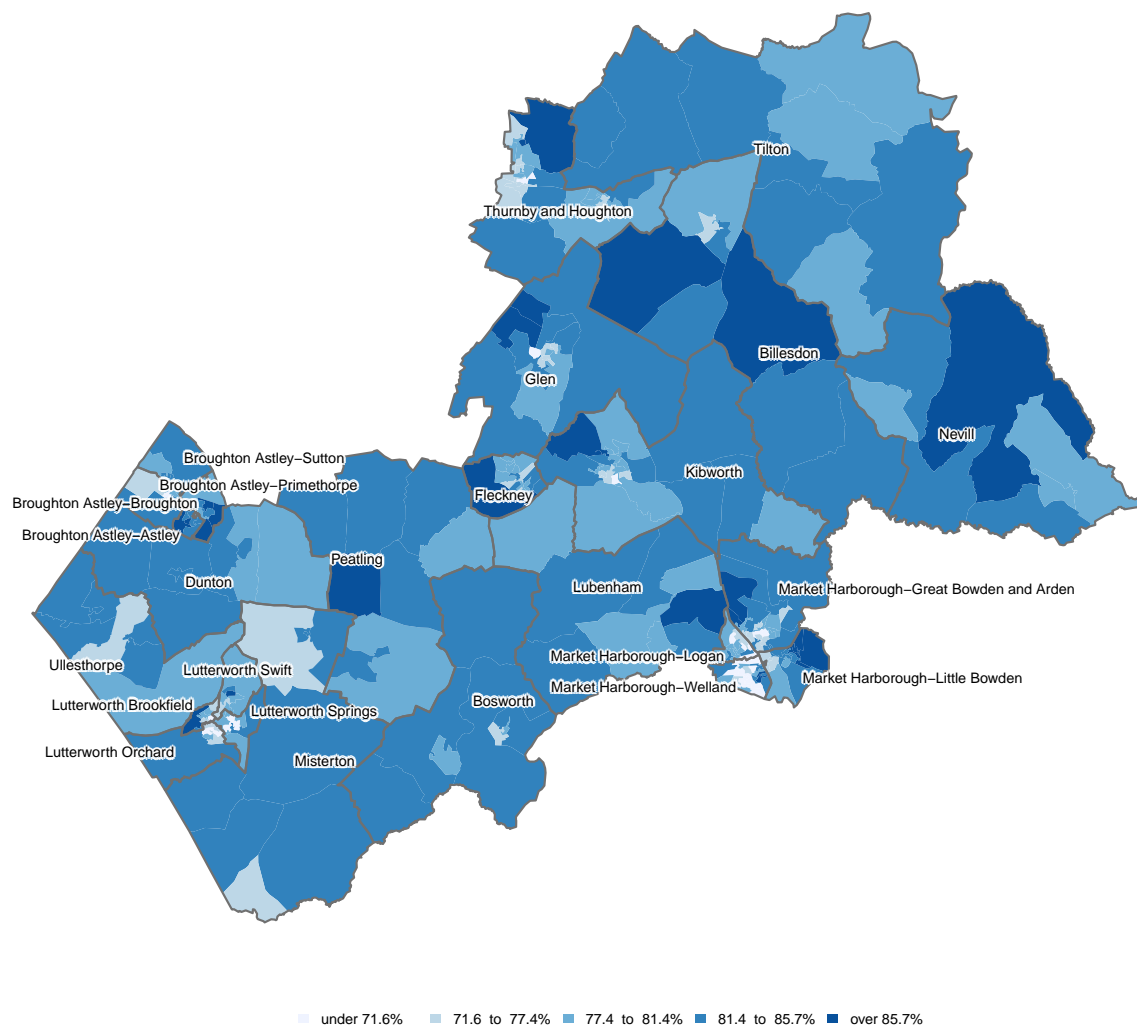 Tilton
Thurnby and Houghton
Billesdon
Glen
Nevill
Broughton Astley−Sutton
Kibworth
Broughton Astley−Primethorpe
Fleckney
Broughton Astley−Broughton
Broughton Astley−Astley
Peatling
Dunton
Lubenham
Market Harborough−Great Bowden and Arden
Market Harborough−Logan
Ullesthorpe
Lutterworth Swift
Market Harborough−Little Bowden
Market Harborough−Welland
Bosworth
Lutterworth Brookfield
Lutterworth Springs
Lutterworth Orchard
Misterton
under 71.6% 71.6 to 77.4% 77.4 to 81.4% 81.4 to 85.7% over 85.7%